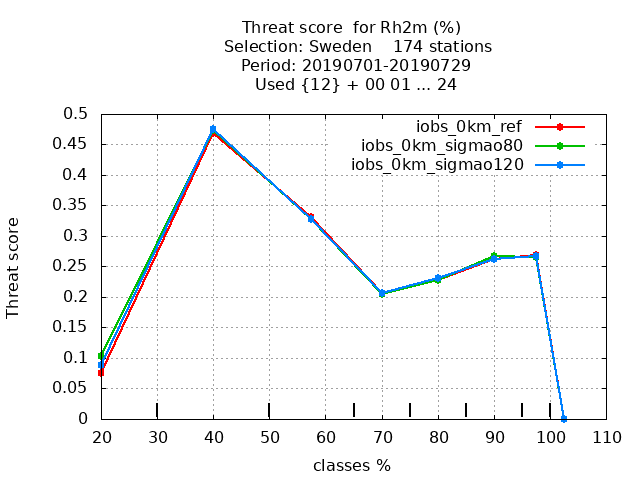 Threat score  for Rh2m (%)
Selection: Sweden    174 stations
Period: 20190701-20190729
Used {12} + 00 01 ... 24
iobs_0km_ref
iobs_0km_sigmao80
iobs_0km_sigmao120
0.5
0.45
0.4
0.35
0.3
0.25
0.2
0.15
0.1
0.05
0
Threat score
20 30 40 50 60 70 80 90 100 110
classes %